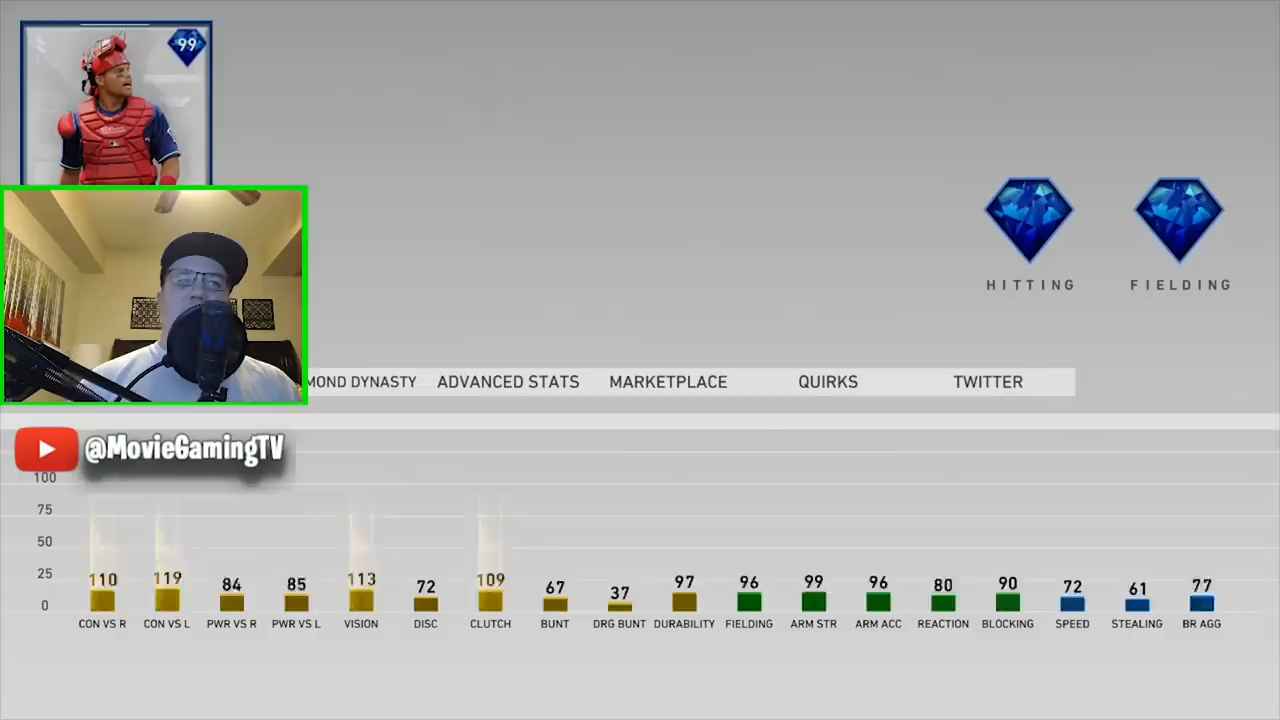 99
HITTING FIELDING
MOND DYNASTY ADVANCED STATS MARKETPLACE QUIRKS TWITTER
@MovieGamingTV
100
75
50
25
0
110 119 84 85 113 72 109 67 37 97 96 99 96 80 90 72 61 77
CON VS R CON VS L PWR VS R PWR VS L VISION DISC CLUTCH BUNT DRG BUNT DURABILITY FIELDING ARM STR ARM ACC REACTION BLOCKING SPEED STEALING BR AGG